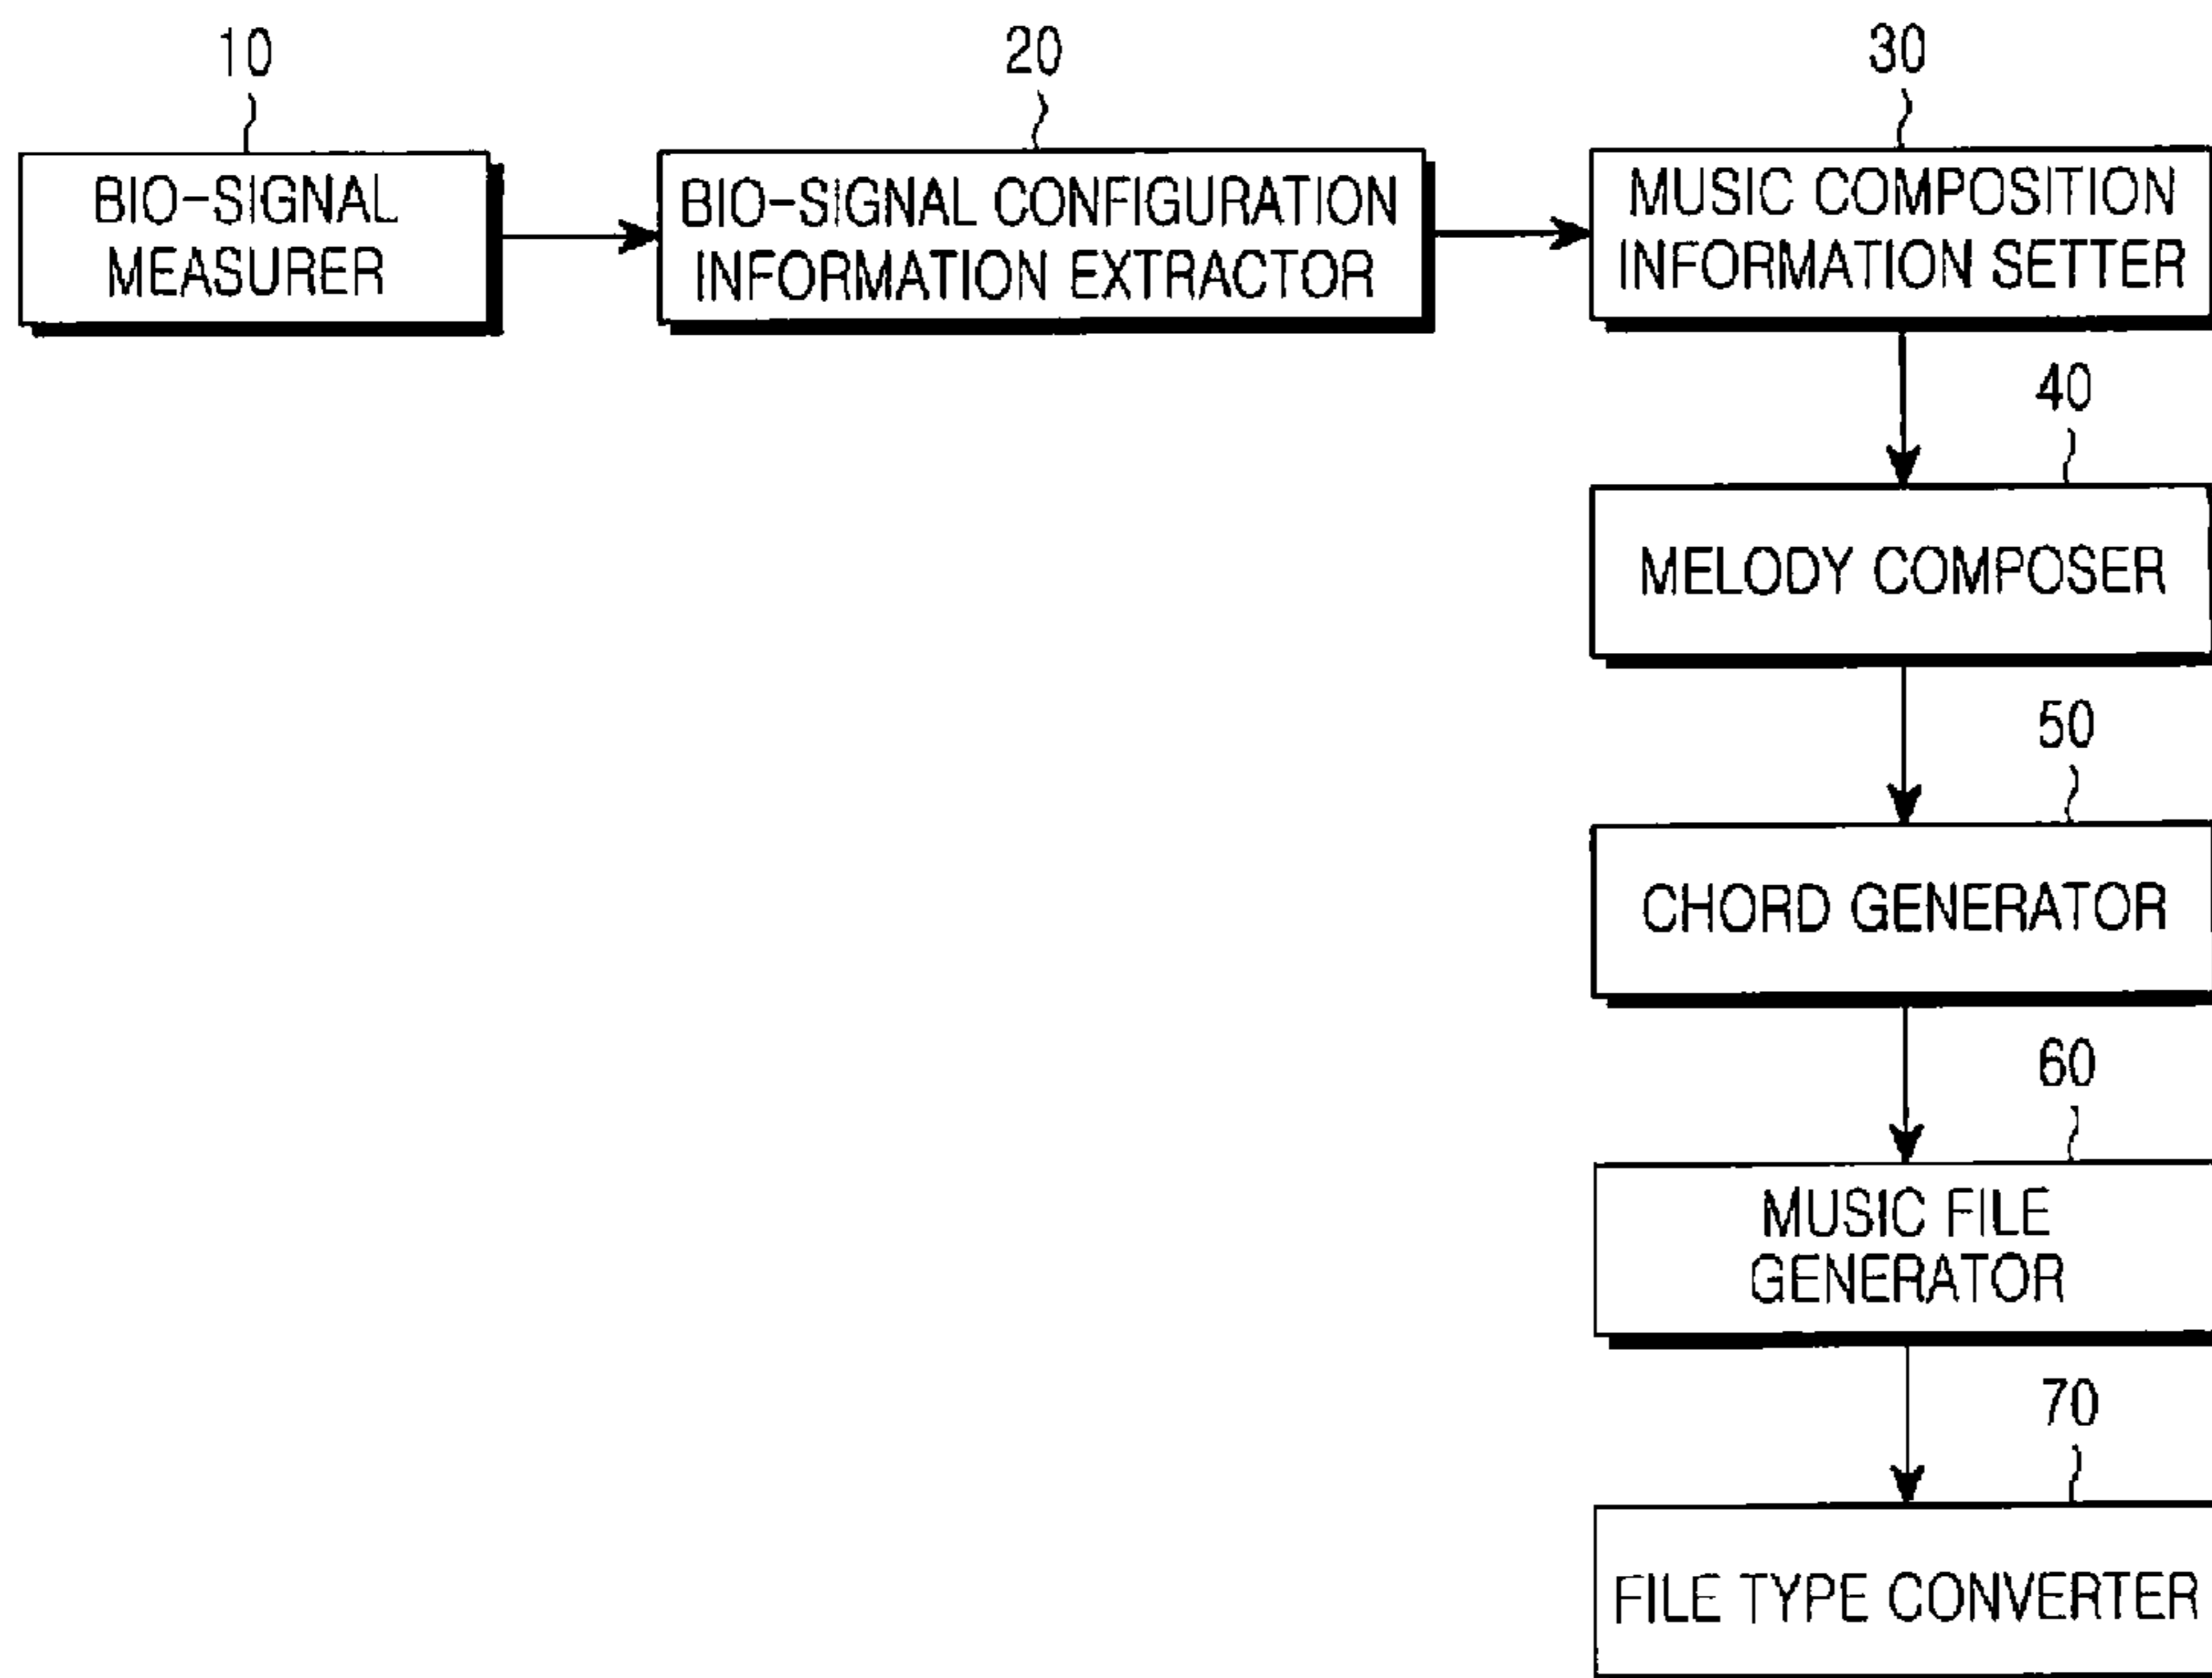 10
20
30
BIO-SIGNAL
MEASURER
BIO-SIGNAL CONFIGURATION
INFORMATION EXTRACTOR
MUSIC COMPOSITION
INFORMATION SETTER
40
MELODY COMPOSER
50
CHORD GENERATOR
60
MUSIC FILE
GENERATOR
70
FILE TYPE CONVERTER